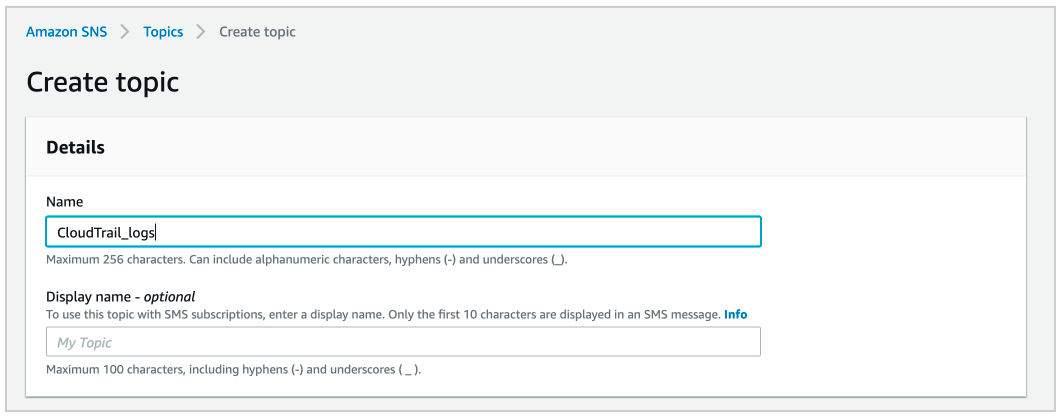 Amazon SNS > Topics > Create topic
Create topic
Details
Name
CloudTrail_logs
Maximum 256 characters. Can include alphanumeric characters, hyphens (-) and underscores (_).
Display name - optional
To use this topic with SMS subscriptions, enter a display name. Only the first 10 characters are displayed in an SMS message. Info
My Topic
Maximum 100 characters, including hyphens (-) and underscores ( _ ).